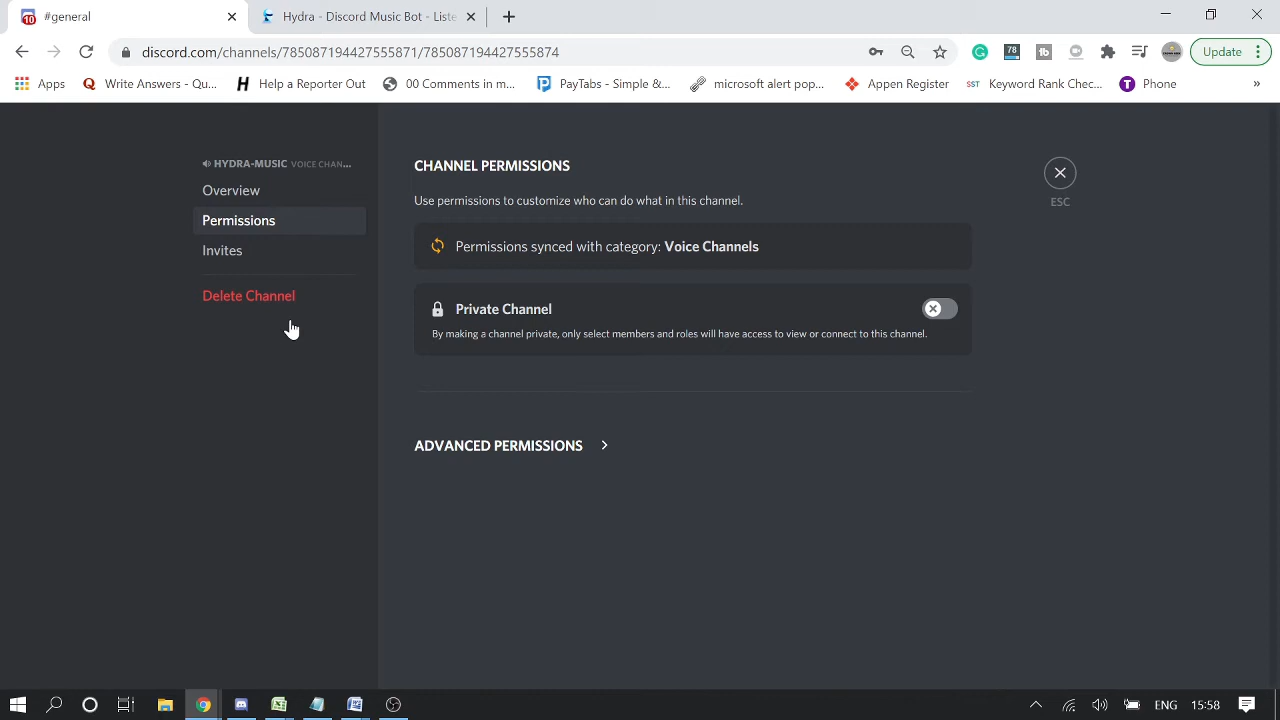 #general
Hydra - Discord Music Bot - Liste
discord.com/channels/785087194427555871/785087194427555874
78
Update
Apps
Write Answers - Qu...
Help a Reporter Out
00 Comments in m...
PayTabs - Simple &...
microsoft alert pop...
Appen Register
SST
Keyword Rank Chec...
Phone
»
HYDRA-MUSIC VOICE CHAN...
Overview
Permissions
Invites
Delete Channel
CHANNEL PERMISSIONS
Use permissions to customize who can do what in this channel.
Permissions synced with category: Voice Channels
Private Channel
By making a channel private, only select members and roles will have access to view or connect to this channel.
ADVANCED PERMISSIONS
ESC
ENG
15:58